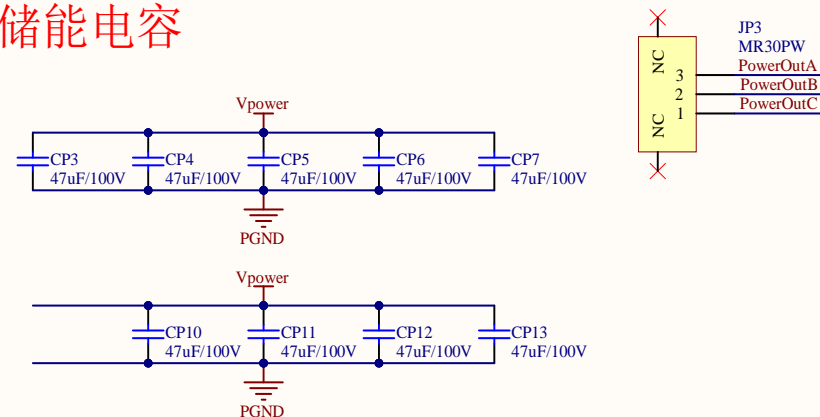 储能电容
JP3
MR30PW
NC
NC
3
PowerOutA
2
PowerOutB
1
PowerOutC
Vpower
CP3
47uF/100V
CP4
47uF/100V
CP5
47uF/100V
CP6
47uF/100V
CP7
47uF/100V
PGND
Vpower
CP10
47uF/100V
CP11
47uF/100V
CP12
47uF/100V
CP13
47uF/100V
PGND